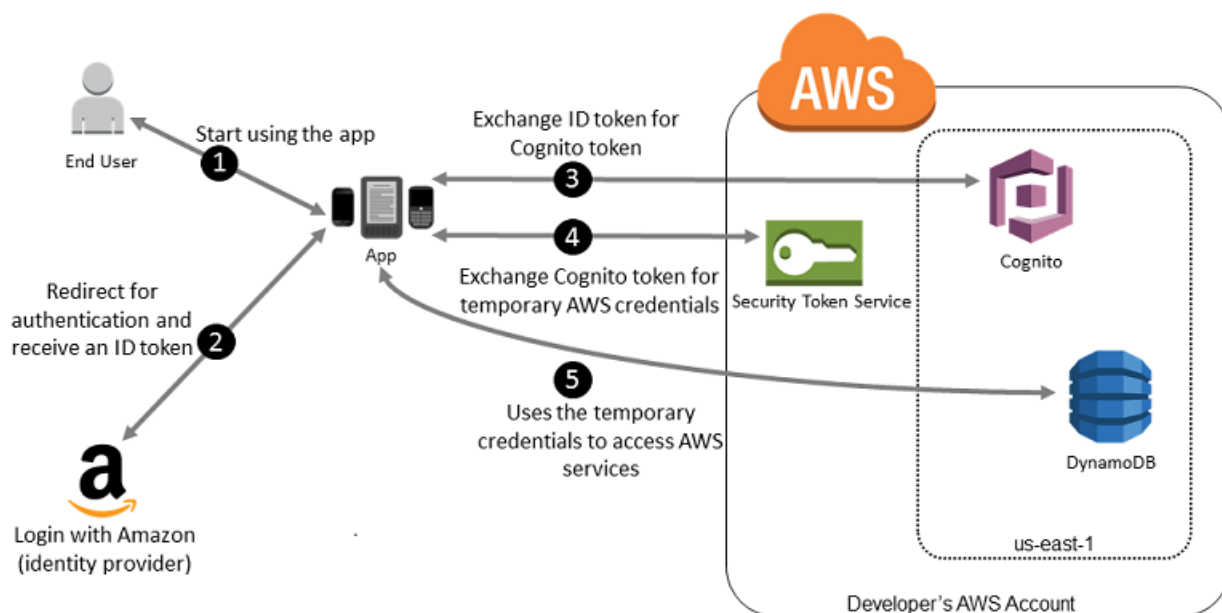 AWS
End User
Start using the app
1
Exchange ID token for
Cognito token
3
Cognito
App
4
Exchange Cognito token for
temporary AWS credentials
Security Token Service
Redirect for
authentication and
receive an ID token
2
5
Uses the temporary
credentials to access AWS
services
DynamoDB
a
Login with Amazon
(identity provider)
us-east-1
Developer's AWS Account